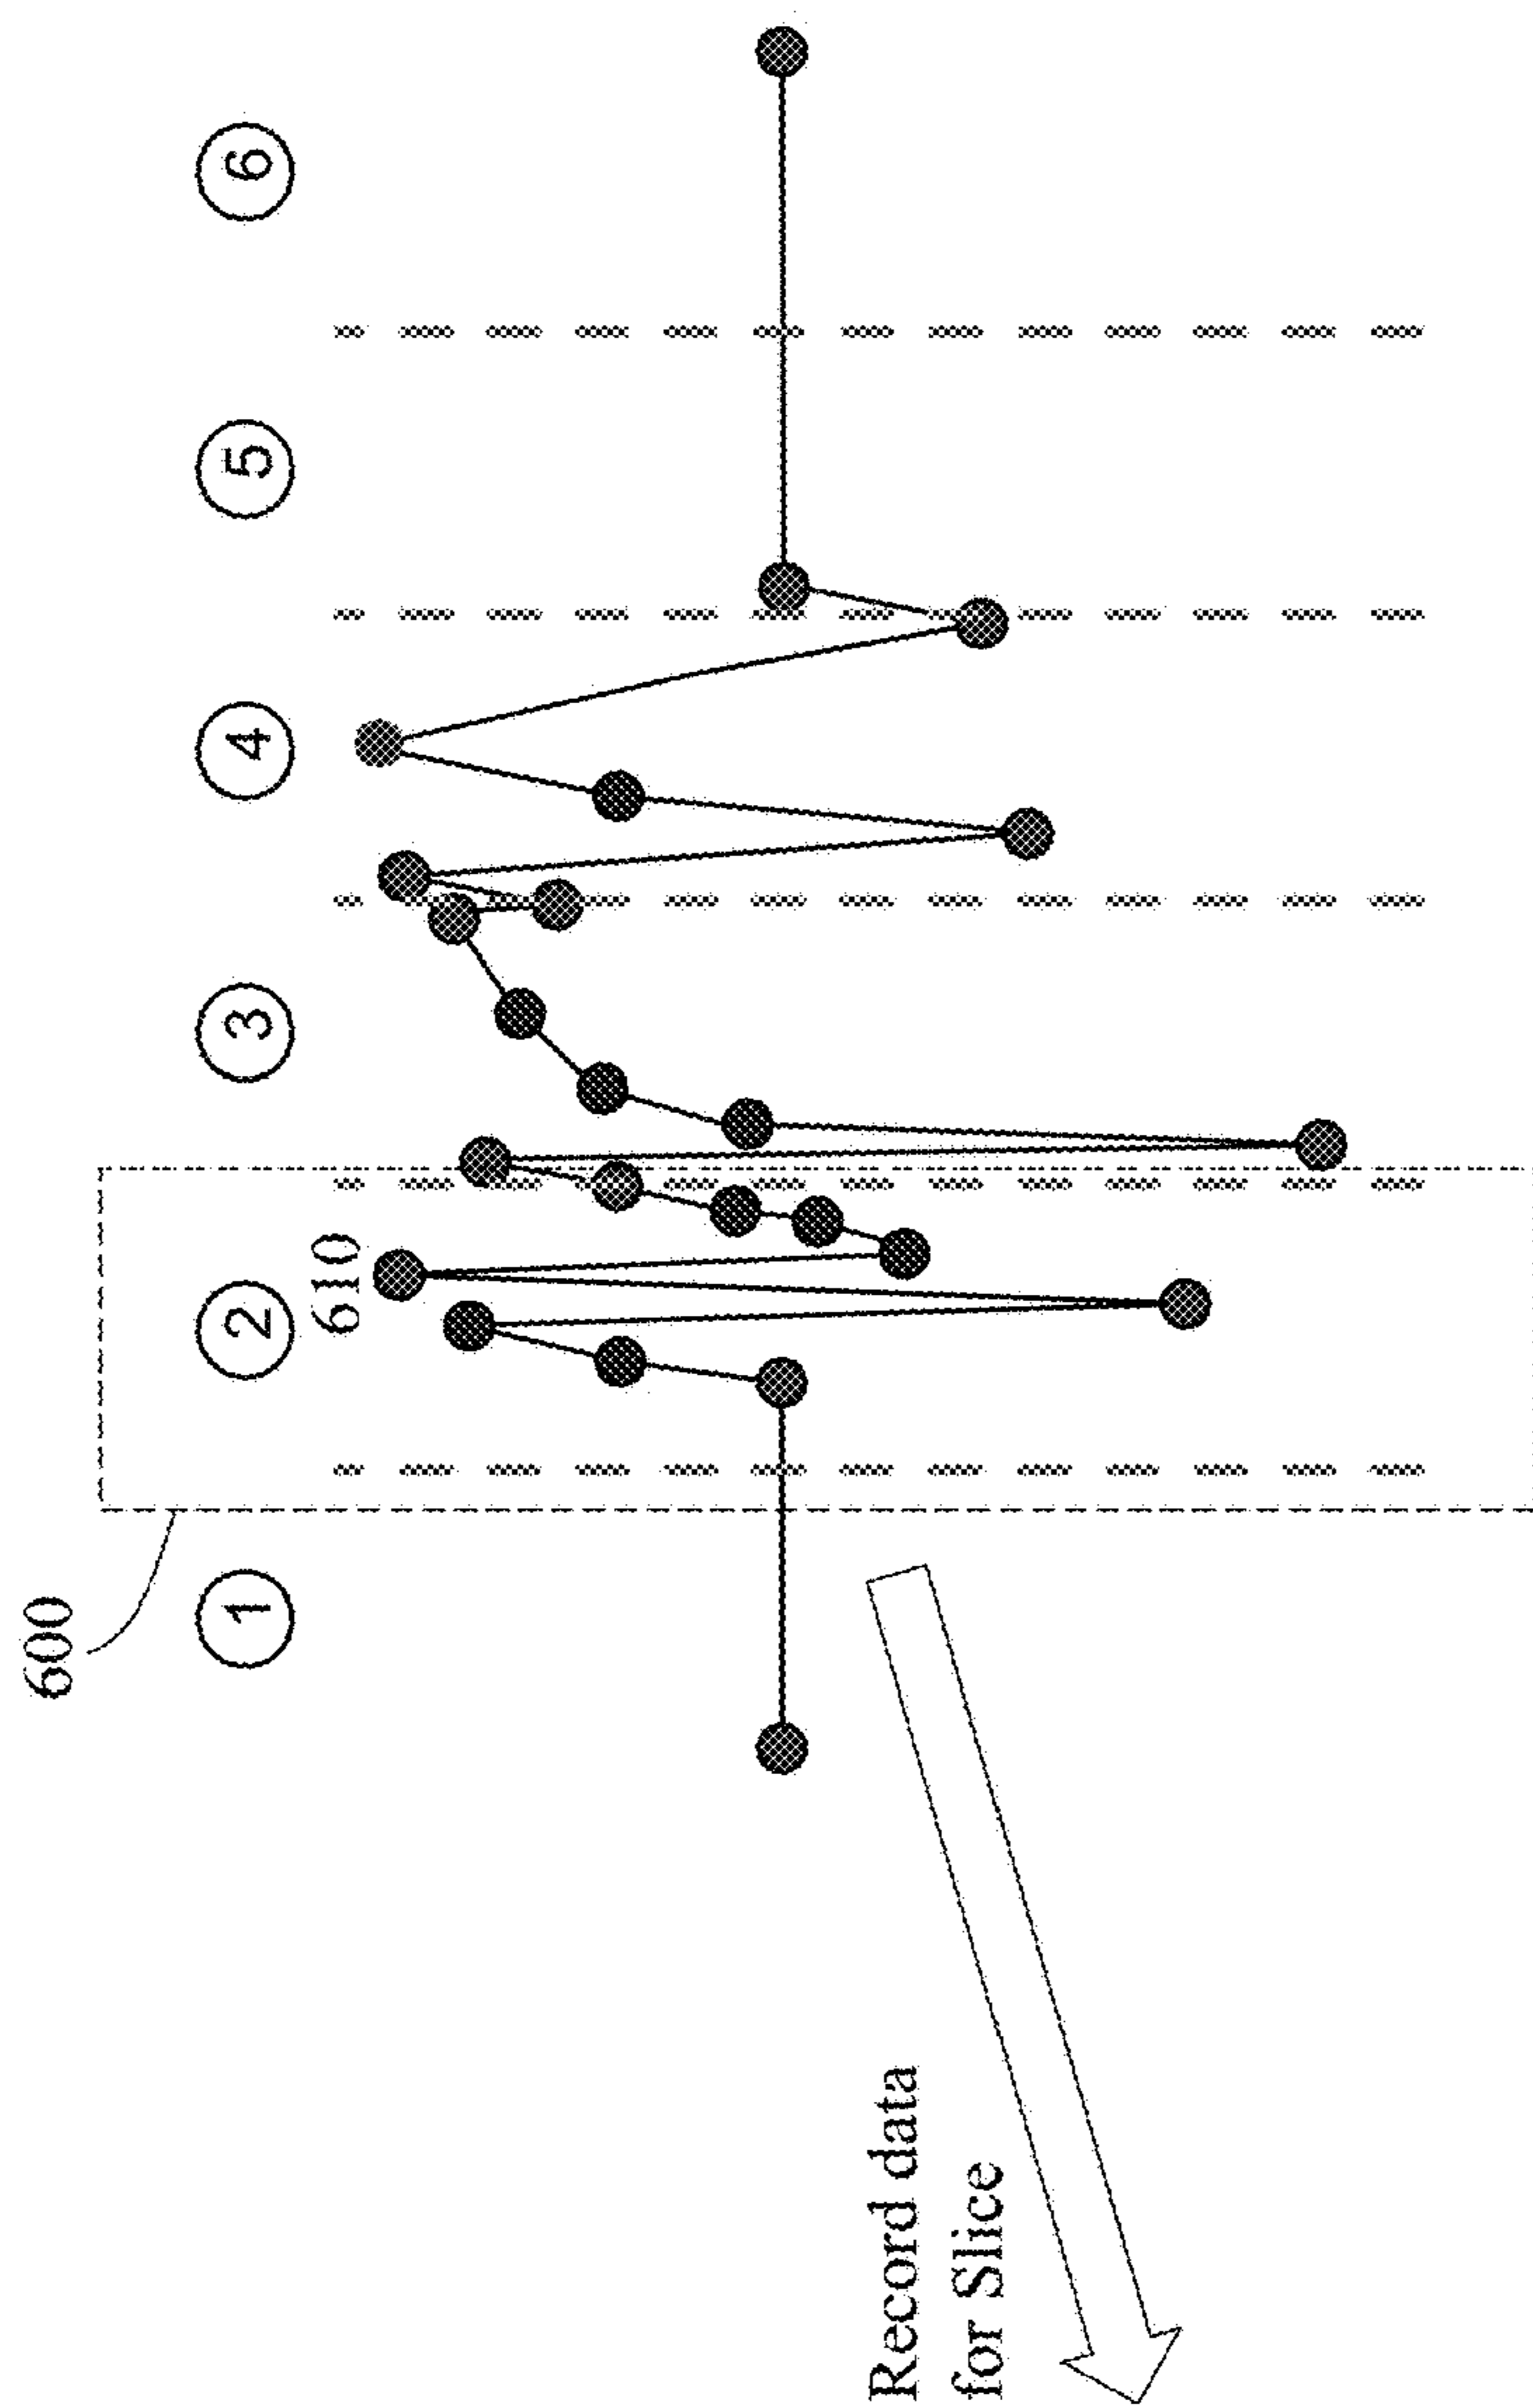 600
① ② ③ ④ ⑤ ⑥
610
Record data
for Slice